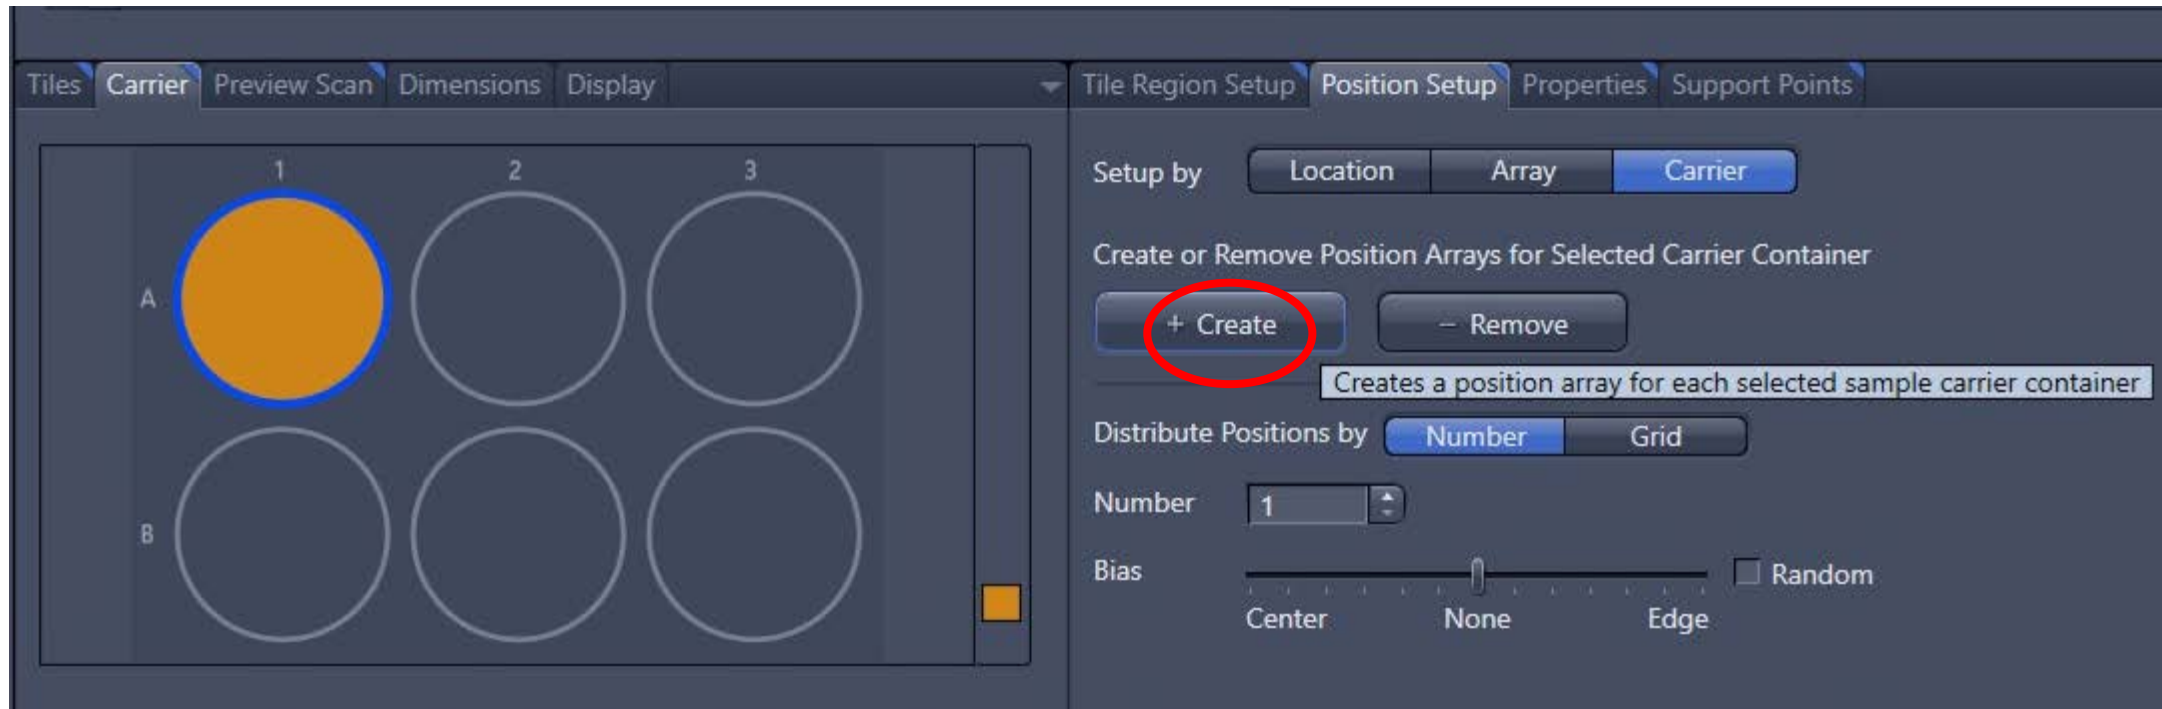 Tiles Carrier Preview Scan Dimensions Display
1 2 3
A
B
Tile Region Setup Position Setup Properties Support Points
Setup by Location Array Carrier
Create or Remove Position Arrays for Selected Carrier Container
+ Create − Remove
Creates a position array for each selected sample carrier container
Distribute Positions by Number Grid
Number 1
Bias Random
Center None Edge